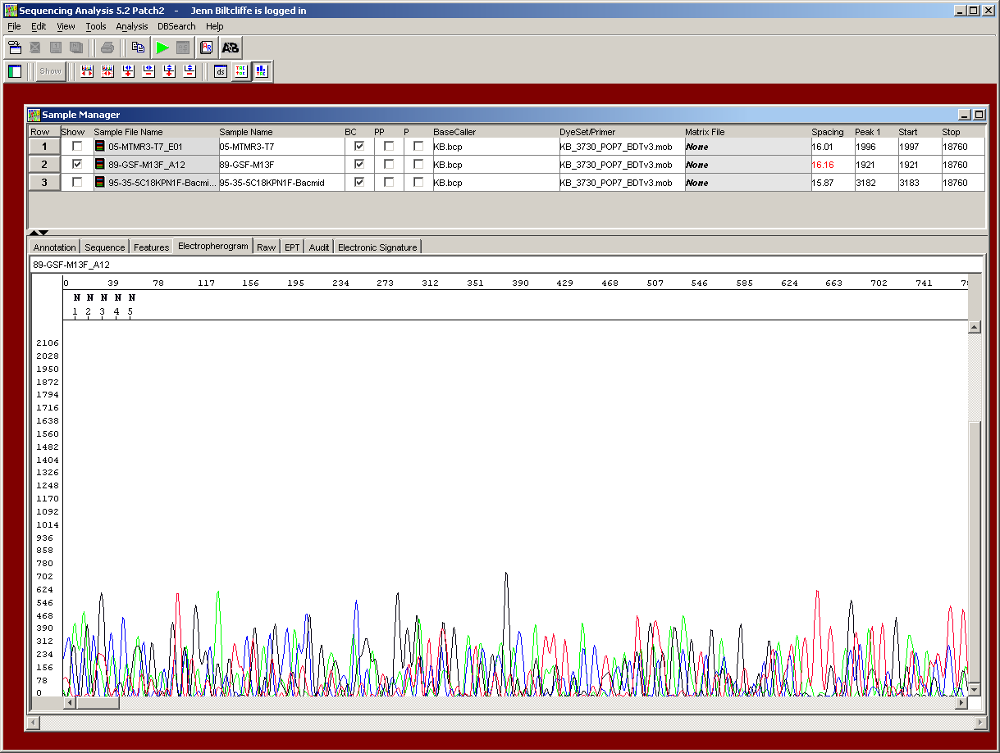 Sequencing Analysis 5.2 Patch2 - Jenn Biltcliffe is logged in
File Edit View Tools Analysis DBSearch Help
Show
ds
Sample Manager
Row Show Sample File Name Sample Name BC PP P BaseCaller DyeSet/Primer Matrix File Spacing Peak 1 Start Stop
1 05-MTMR3-T7_E01 05-MTMR3-T7 KB.bcp KB_3730_POP7_BDTv3.mob None 16.01 1996 1997 18760
2 89-GSF-M13F_A12 89-GSF-M13F KB.bcp KB_3730_POP7_BDTv3.mob None 16.16 1921 1921 18760
3 95-35-5C18KPN1F-Bacmi... 95-35-5C18KPN1F-Bacmid KB.bcp KB_3730_POP7_BDTv3.mob None 15.87 3182 3183 18760
Annotation Sequence Features Electropherogram Raw EPT Audit Electronic Signature
89-GSF-M13F_A12
0 39 78 117 156 195 234 273 312 351 390 429 468 507 546 585 624 663 702 741
N N N N N
1 2 3 4 5
2106
2028
1950
1872
1794
1716
1638
1560
1482
1404
1326
1248
1170
1092
1014
936
858
780
702
624
546
468
390
312
234
156
78
0